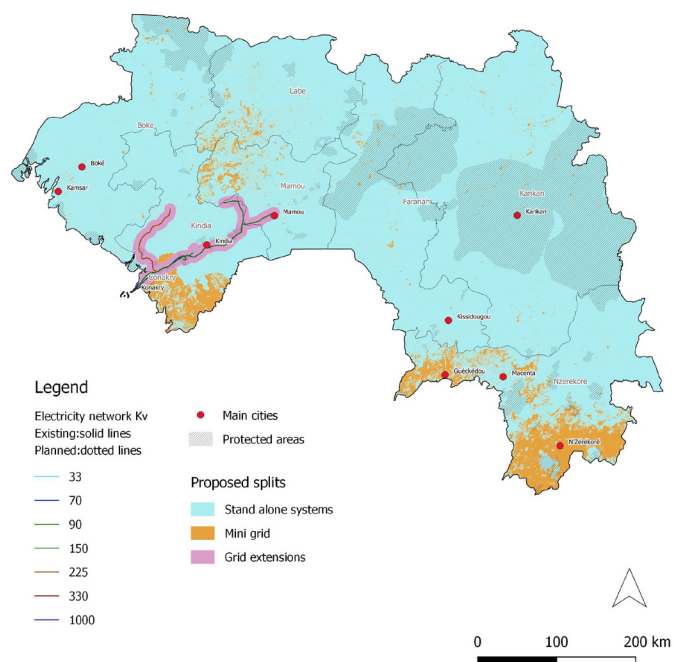 Labe
Boke
Boké
Kamsar
Mamou
Mamou
Faranah
Kankan
Kankan
Kindia
Kindia
Conakry
Konakry
Kissidougou
Guéckédou
Macenta
Nzerekore
N'Zerekoré
Legend
Electricity network Kv
Existing:solid lines
Planned:dotted lines
33
70
90
150
225
330
1000
Main cities
Protected areas
Proposed splits
Stand alone systems
Mini grid
Grid extensions
0 100 200 km